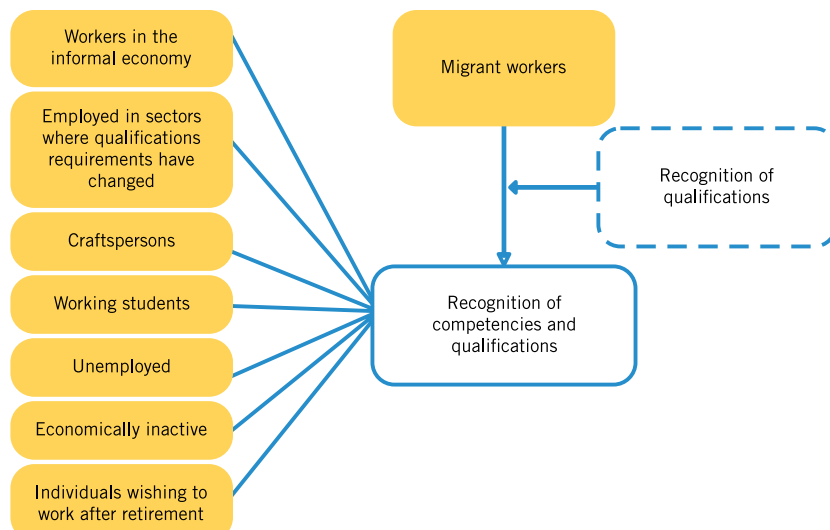 Workers in the
informal economy
Employed in sectors
where qualifications
requirements have
changed
Craftspersons
Working students
Unemployed
Economically inactive
Individuals wishing to
work after retirement
Migrant workers
Recognition of
qualifications
Recognition of
competencies and
qualifications